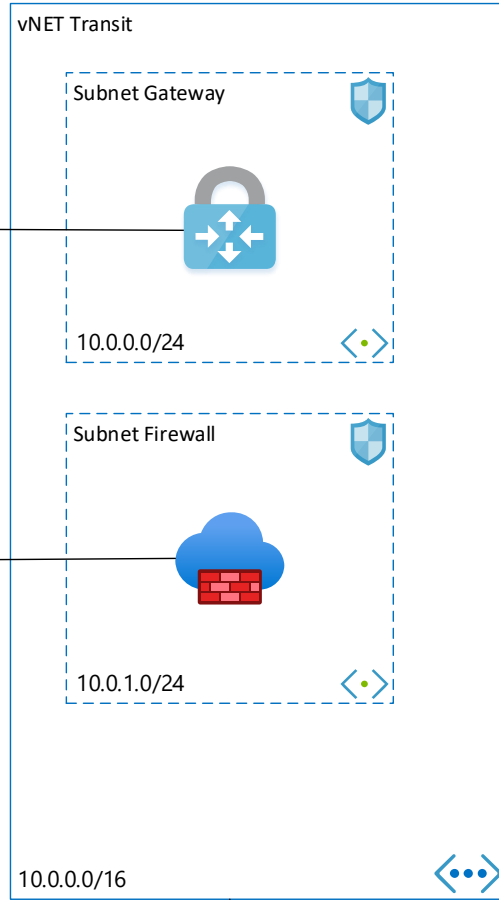 vNET Transit
Subnet Gateway
10.0.0.0/24
Subnet Firewall
10.0.1.0/24
10.0.0.0/16